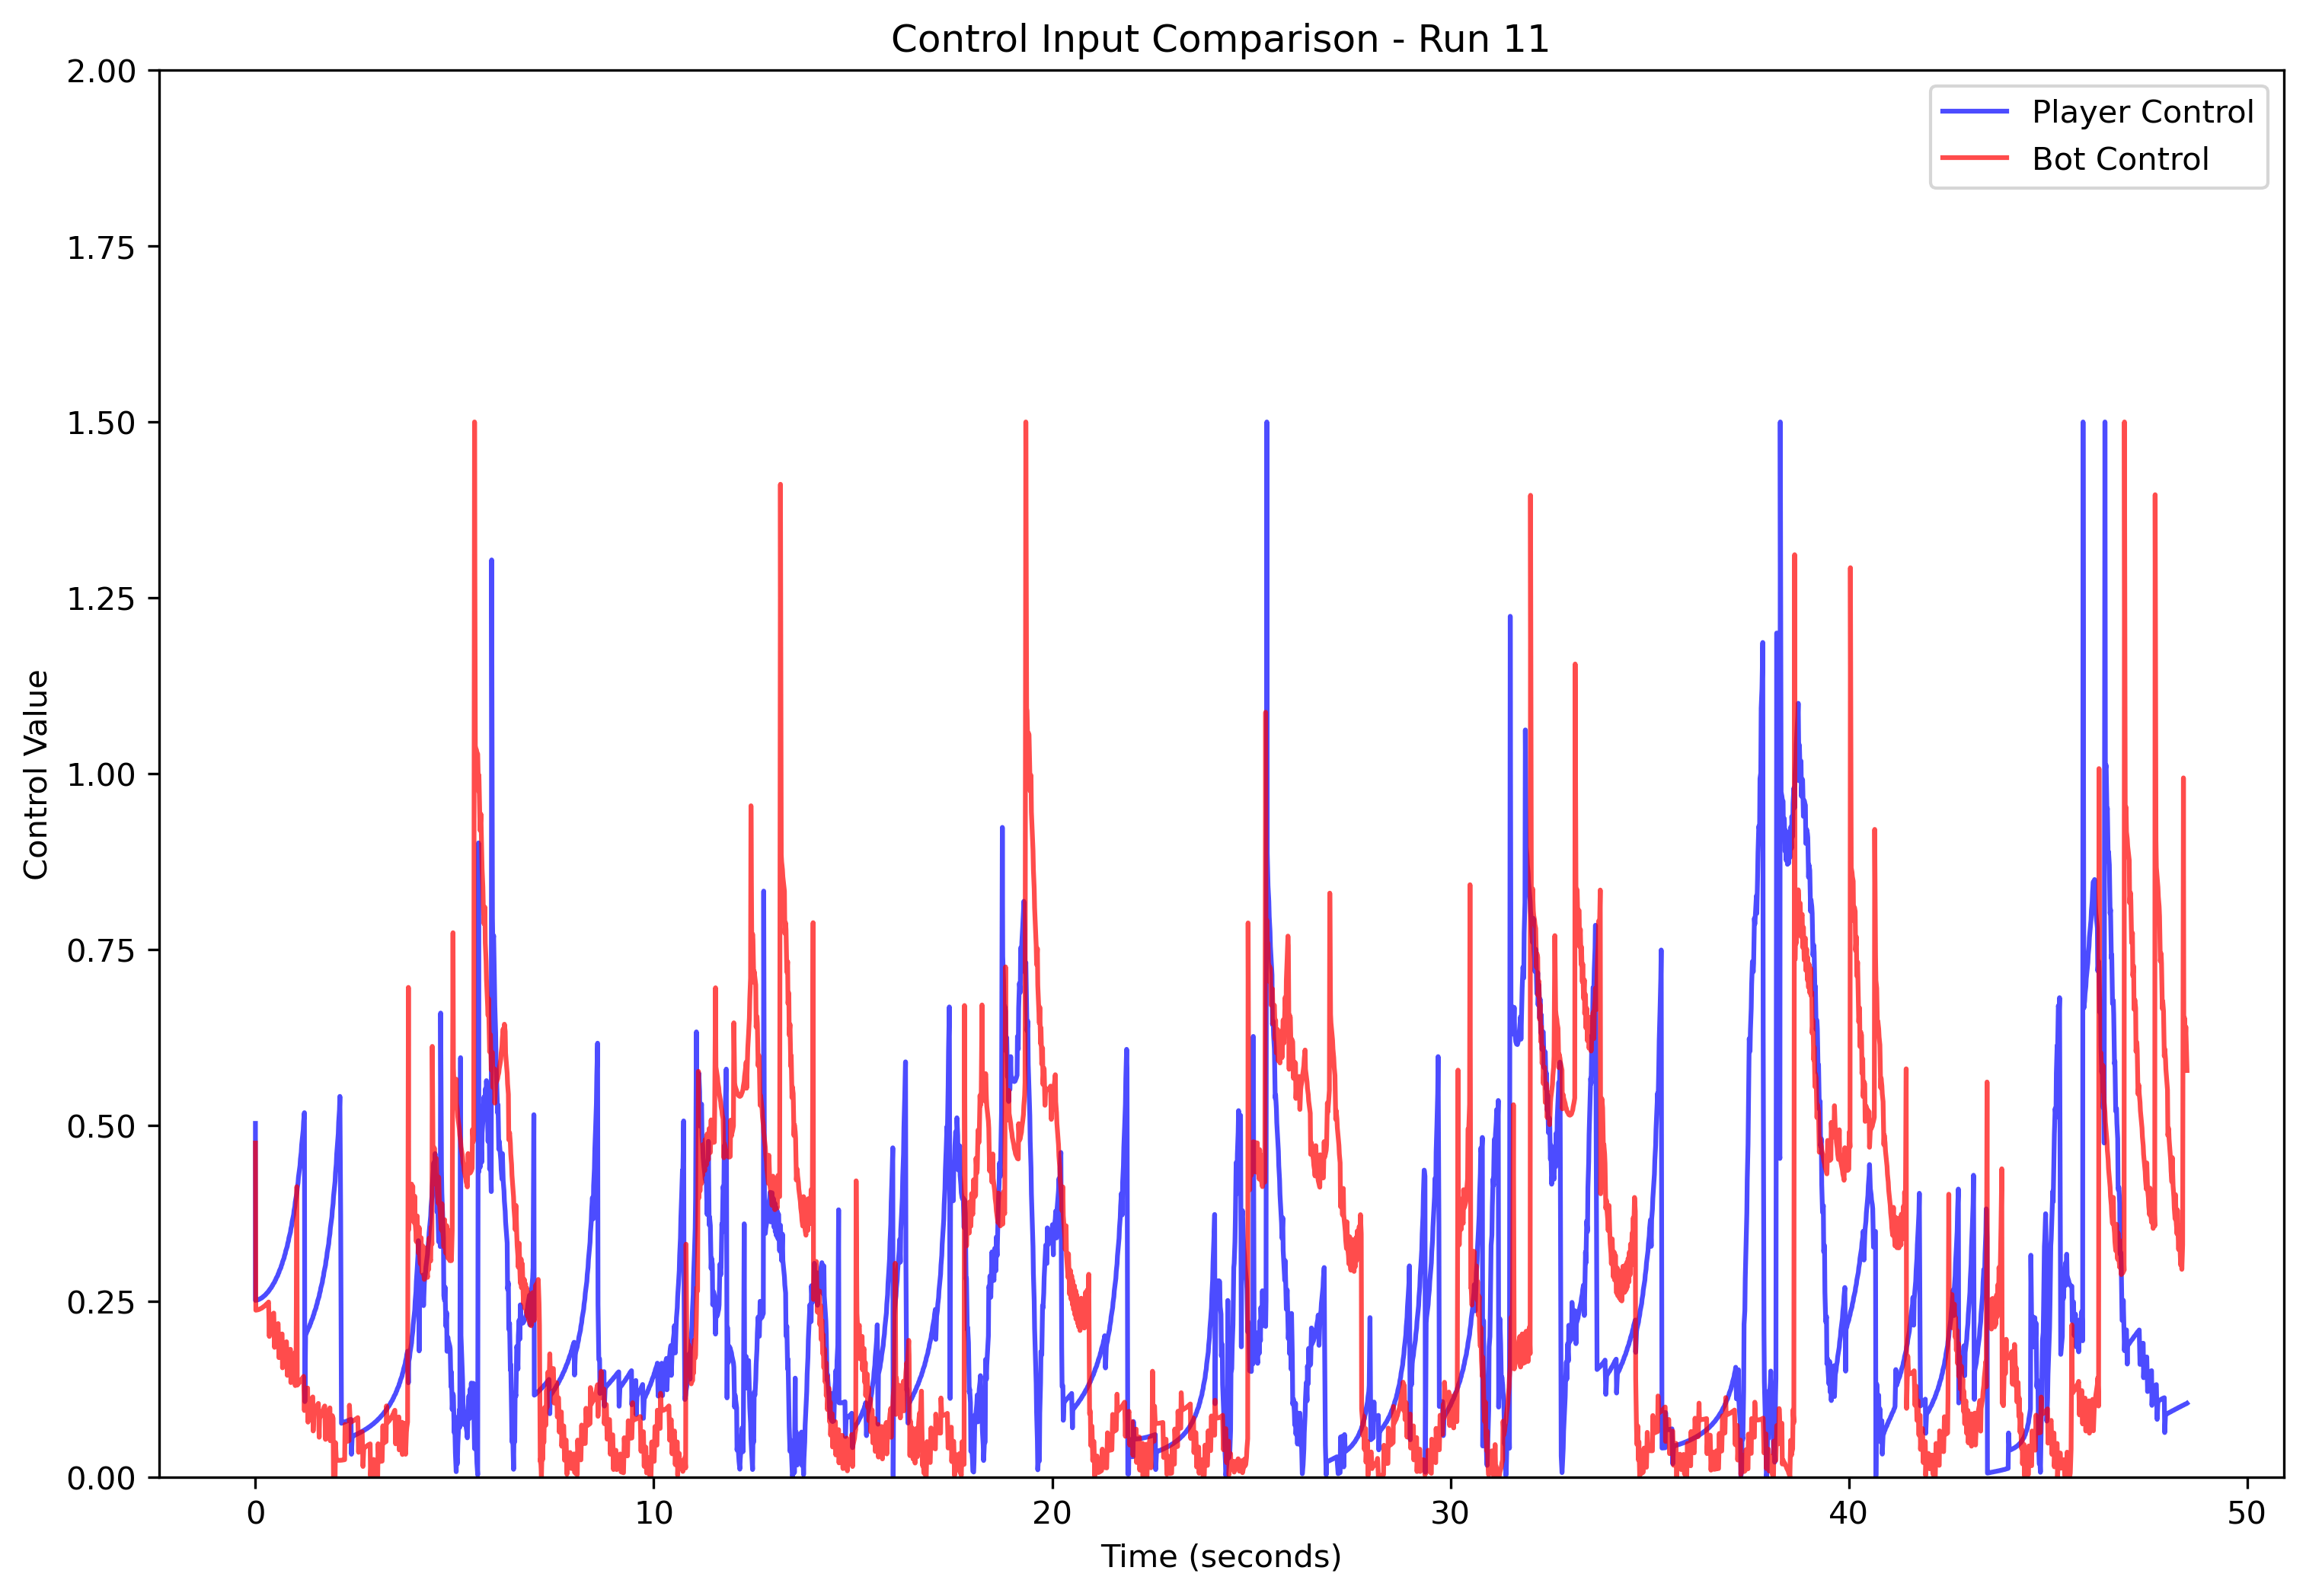 Control Input Comparison - Run 11
2.00
1.75
1.50
1.25
1.00
0.75
0.50
0.25
0.00
Control Value
Player Control
Bot Control
0 10 20 30 40 50
Time (seconds)